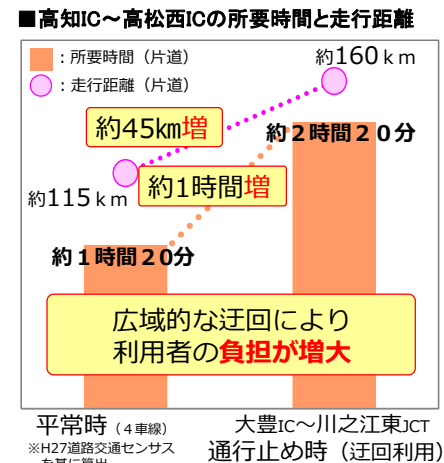 ■高知IC～高松西ICの所要時間と走行距離
：所要時間（片道）
：走行距離（片道）
約160ｋｍ
約45㎞増
約２時間２０分
約1時間増
約115ｋｍ
約１時間２0分
広域的な迂回により
利用者の負担が増大
平常時（４車線）
※H27道路交通センサス
を基に算出
大豊IC～川之江東JCT
通行止め時（迂回利用）